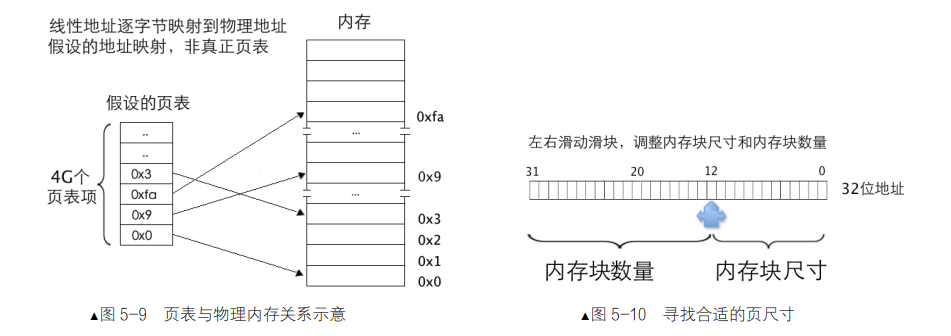 线性地址逐字节映射到物理地址
假设的地址映射，非真正页表
内存
假设的页表
..
..
0x3
0xfa
0x9
0x0
4G个
页表项
...
...
0xfa
0x9
0x3
0x2
0x1
0x0
▲图 5-9 页表与物理内存关系示意
左右滑动滑块，调整内存块尺寸和内存块数量
31 20 12 0
32位地址
内存块数量 内存块尺寸
▲图 5-10 寻找合适的页尺寸